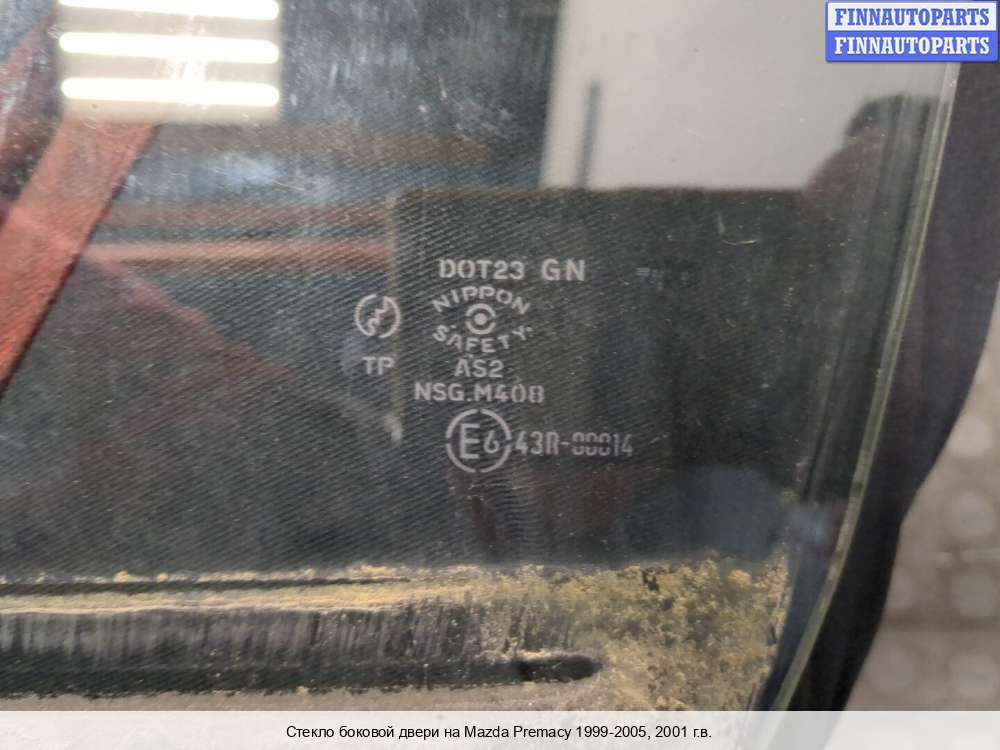 FINNAUTOPARTS
FINNAUTOPARTS
DOT23 GN
NIPPON
SAFETY
TP
AS2
NSG.M40B
E6 43R-00014
Стекло боковой двери на Mazda Premacy 1999-2005, 2001 г.в.